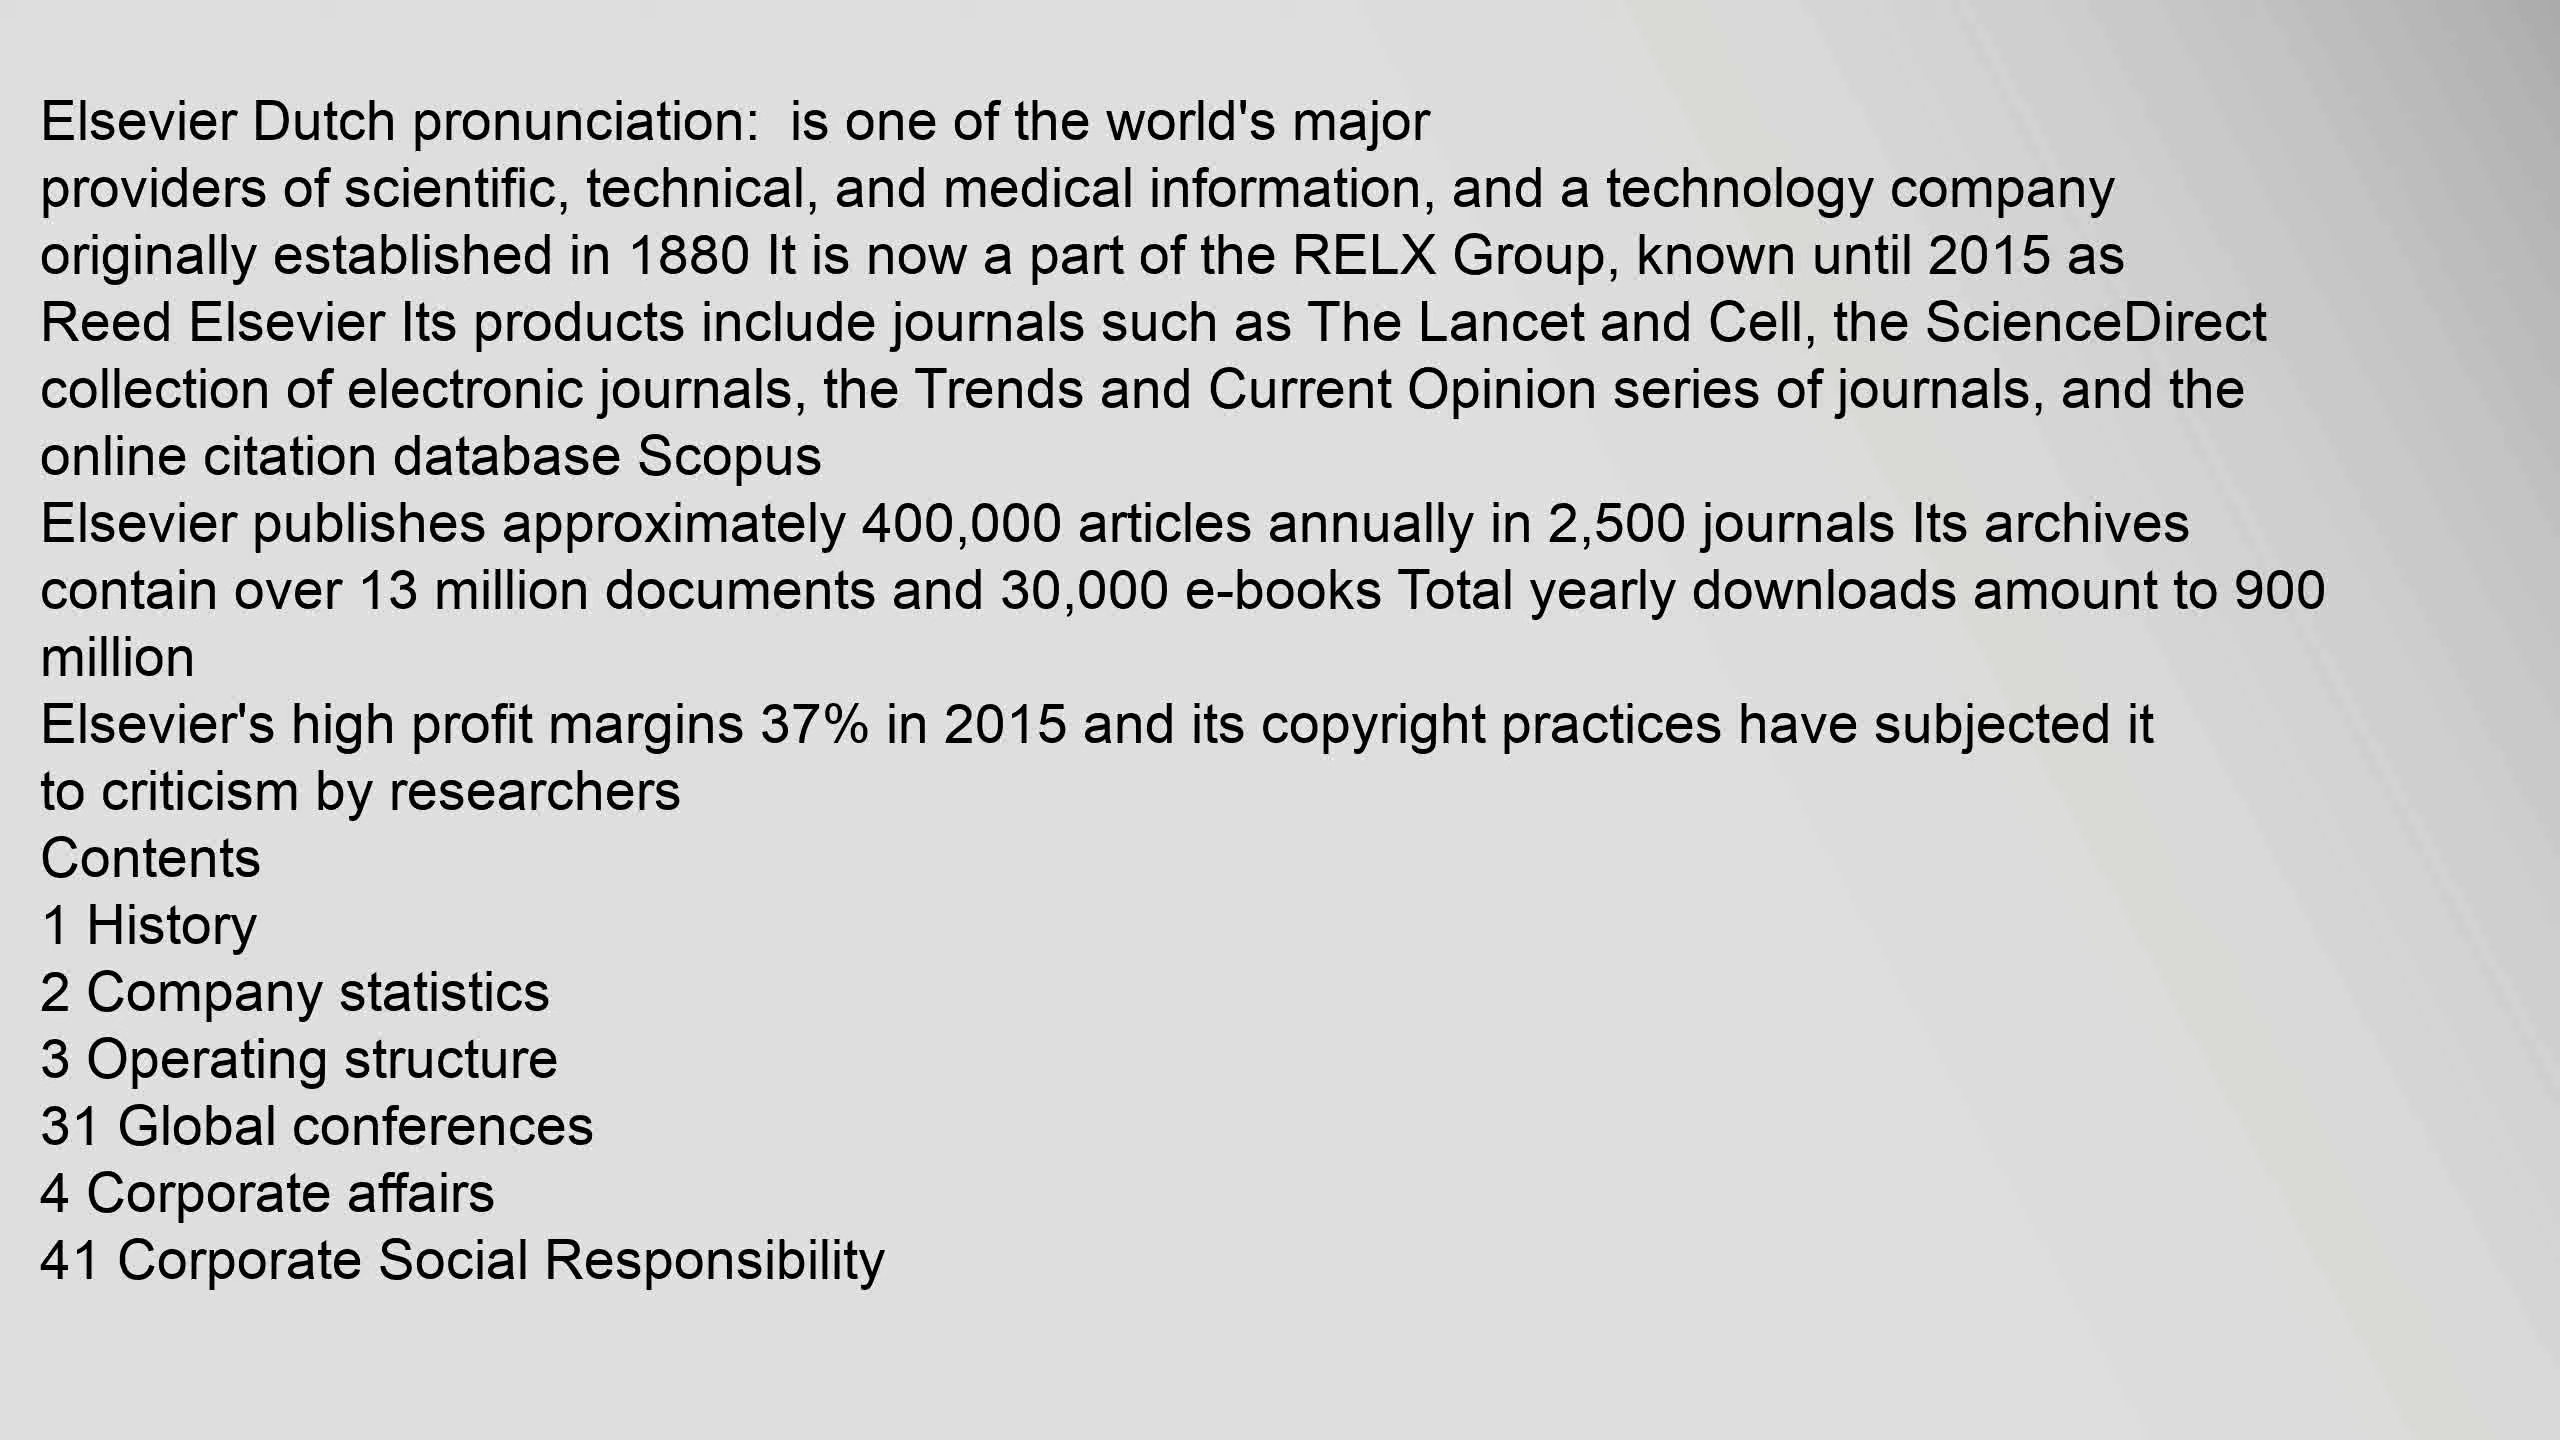 Elsevier Dutch pronunciation:  is one of the world's major
providers of scientific, technical, and medical information, and a technology company
originally established in 1880 It is now a part of the RELX Group, known until 2015 as
Reed Elsevier Its products include journals such as The Lancet and Cell, the ScienceDirect
collection of electronic journals, the Trends and Current Opinion series of journals, and the
online citation database Scopus
Elsevier publishes approximately 400,000 articles annually in 2,500 journals Its archives
contain over 13 million documents and 30,000 e-books Total yearly downloads amount to 900
million
Elsevier's high profit margins 37% in 2015 and its copyright practices have subjected it
to criticism by researchers
Contents
1 History
2 Company statistics
3 Operating structure
31 Global conferences
4 Corporate affairs
41 Corporate Social Responsibility